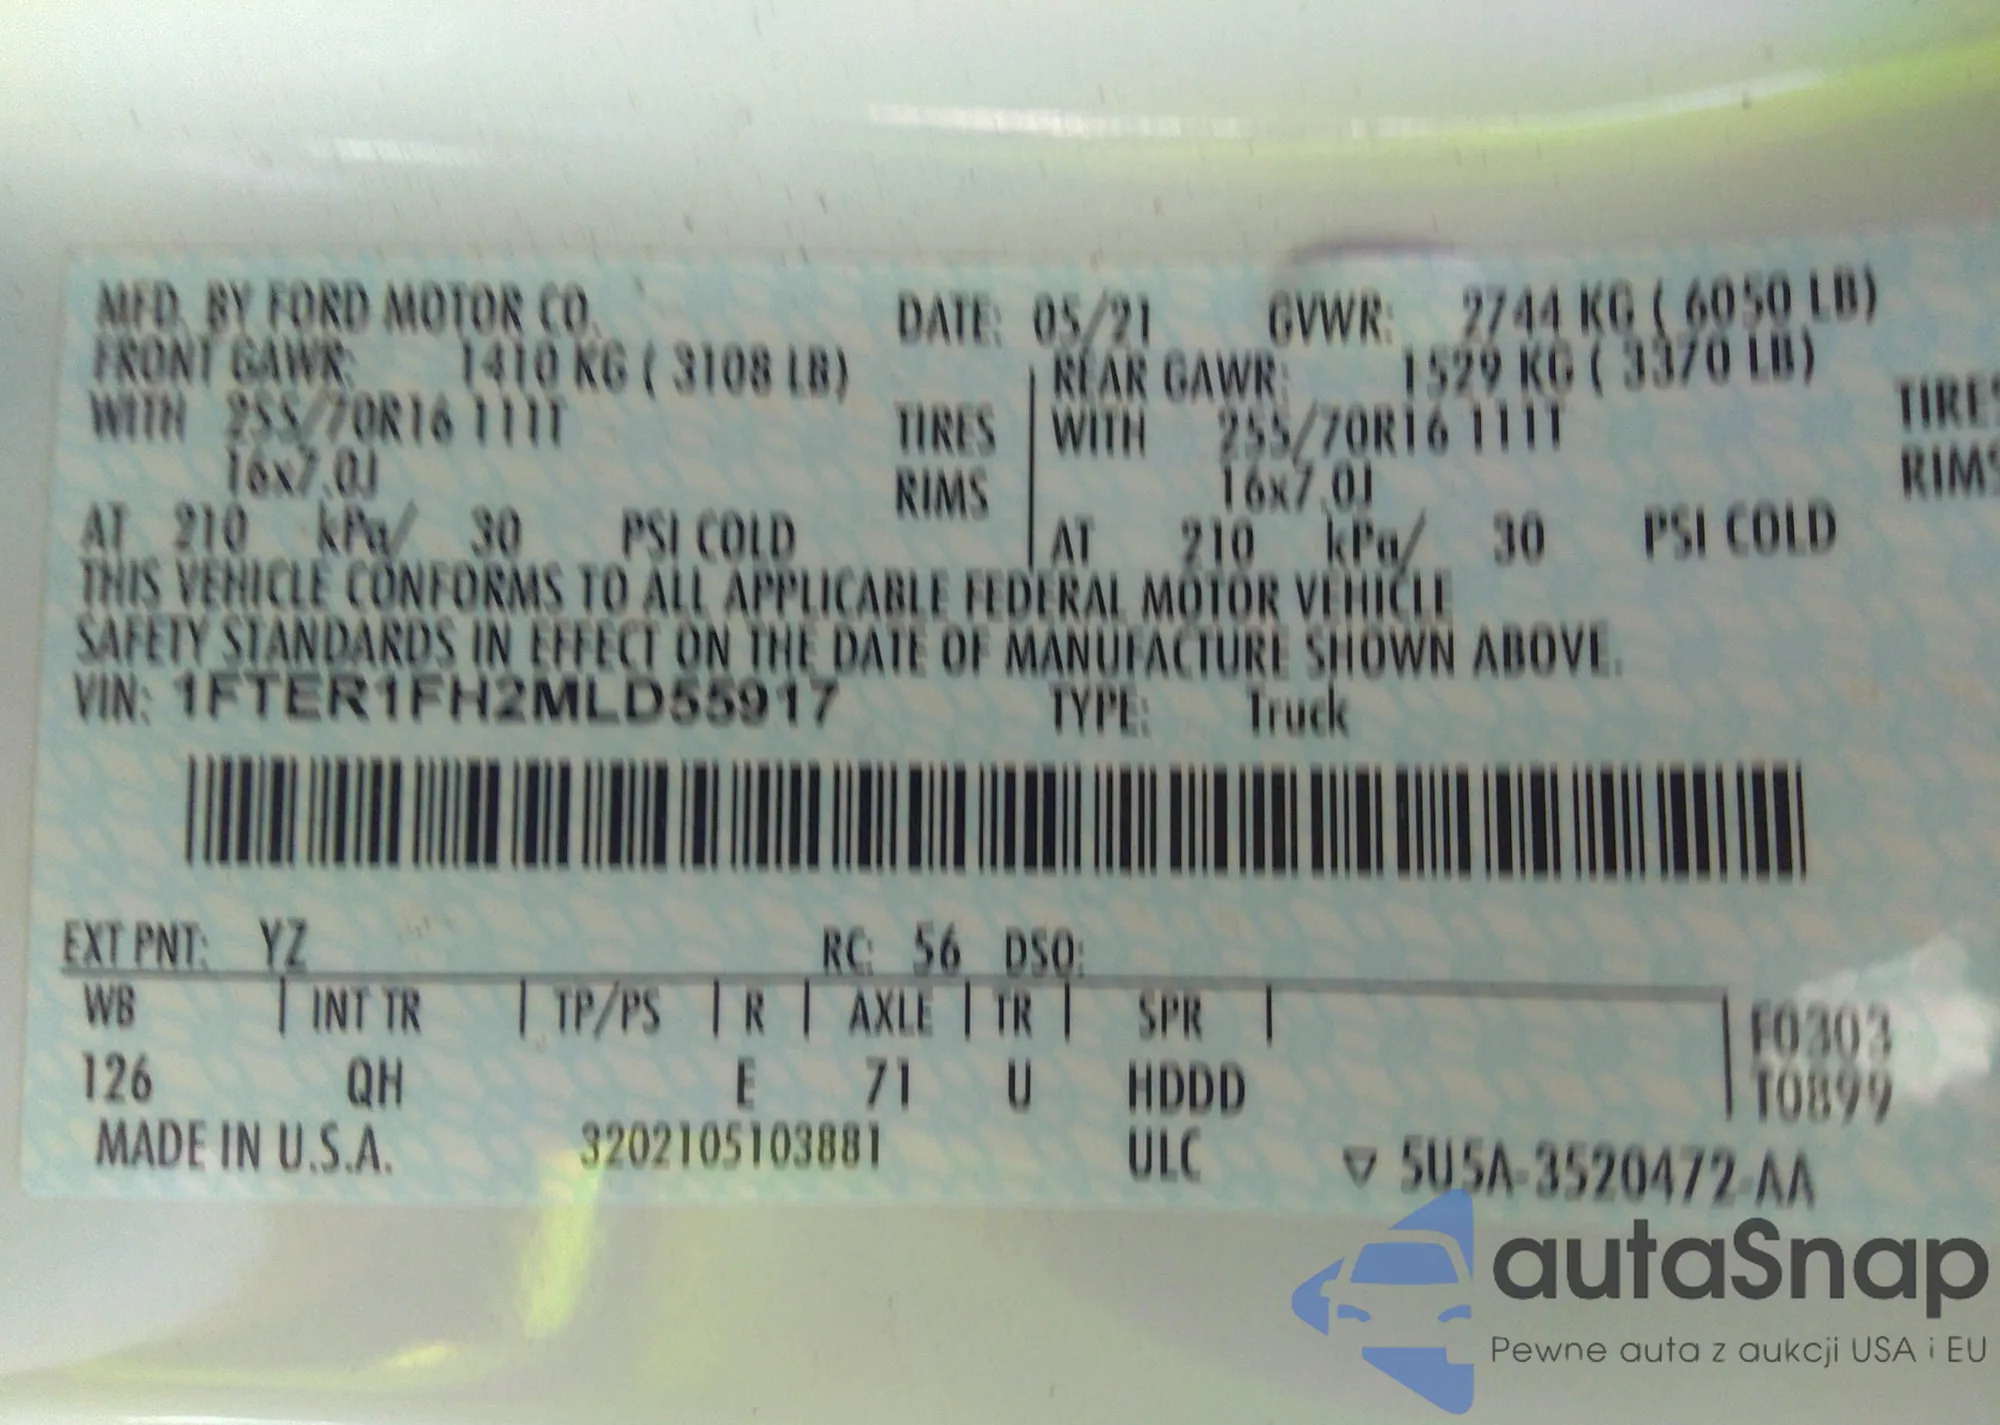 MFD. BY FORD MOTOR CO. DATE: 05/21 GVWR: 2744 KG ( 6050 LB)
FRONT GAWR: 1410 KG ( 3108 LB) REAR GAWR: 1529 KG ( 3370 LB)
WITH 255/70R16 111T TIRES WITH 255/70R16 111T TIRES
16x7.0J RIMS 16x7.0J RIMS
AT 210 kPa/ 30 PSI COLD AT 210 kPa/ 30 PSI COLD
THIS VEHICLE CONFORMS TO ALL APPLICABLE FEDERAL MOTOR VEHICLE
SAFETY STANDARDS IN EFFECT ON THE DATE OF MANUFACTURE SHOWN ABOVE.
VIN: 1FTER1FH2MLD55917 TYPE: Truck
EXT PNT: YZ RC: 56 DSO:
WB | INT TR | TP/PS | R | AXLE | TR | SPR | F0303
126 QH E 71 U HDDD T0899
MADE IN U.S.A. 3202105103881 ULC ▽ 5U5A-3520472-AA
autaSnap
Pewne auta z aukcji USA i EU